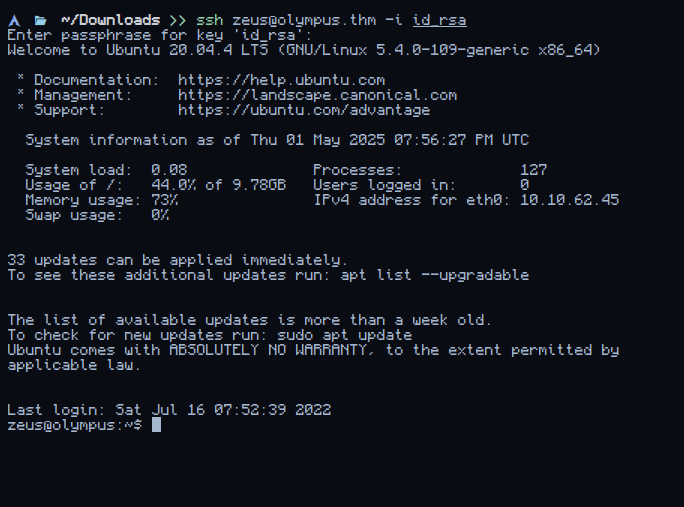 ~/Downloads >> ssh zeus@olympus.thm -i id_rsa
Enter passphrase for key 'id_rsa':
Welcome to Ubuntu 20.04.4 LTS (GNU/Linux 5.4.0-109-generic x86_64)
* Documentation:  https://help.ubuntu.com
* Management:     https://landscape.canonical.com
* Support:        https://ubuntu.com/advantage
System information as of Thu 01 May 2025 07:56:27 PM UTC
System load:  0.08              Processes:             127
Usage of /:   44.0% of 9.78GB   Users logged in:       0
Memory usage: 73%               IPv4 address for eth0: 10.10.62.45
Swap usage:   0%
33 updates can be applied immediately.
To see these additional updates run: apt list --upgradable
The list of available updates is more than a week old.
To check for new updates run: sudo apt update
Ubuntu comes with ABSOLUTELY NO WARRANTY, to the extent permitted by
applicable law.
Last login: Sat Jul 16 07:52:39 2022
zeus@olympus:~$